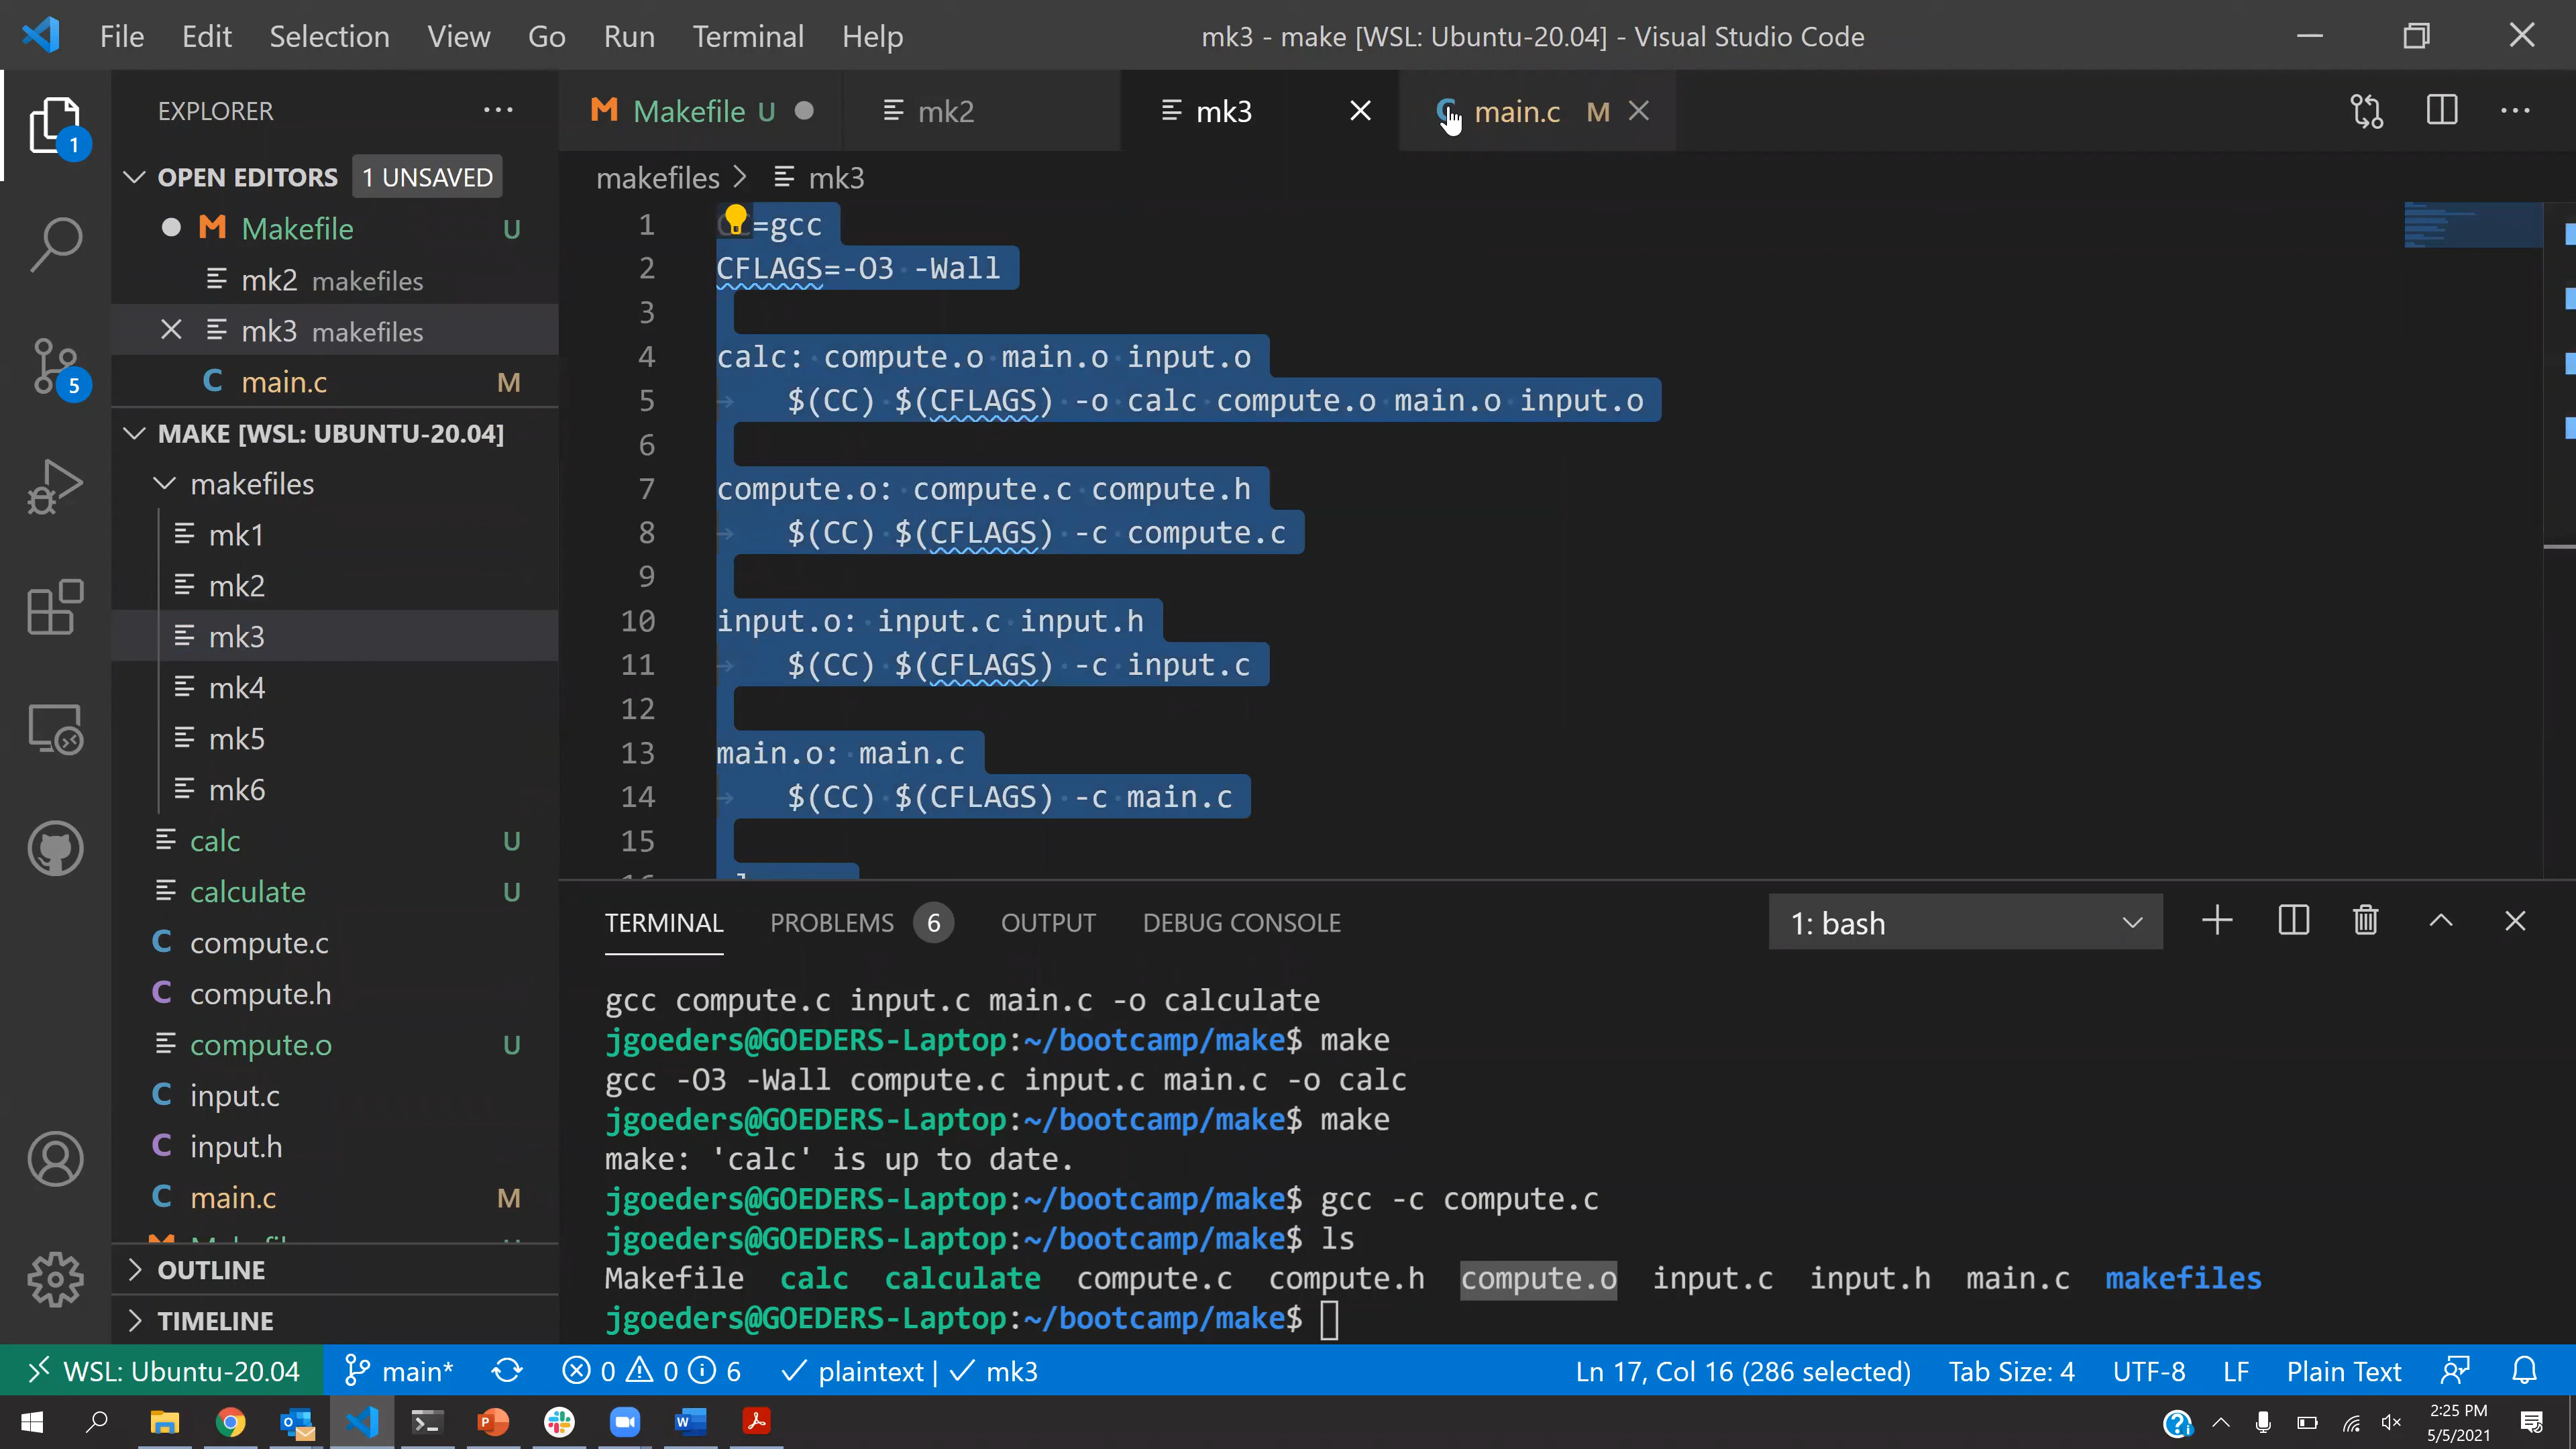 File Edit Selection View Go Run Terminal Help
mk3 - make [WSL: Ubuntu-20.04] - Visual Studio Code
EXPLORER
Makefile U
mk2
mk3
main.c M
OPEN EDITORS 1 UNSAVED
Makefile U
mk2 makefiles
mk3 makefiles
main.c M
MAKE [WSL: UBUNTU-20.04]
makefiles
mk1
mk2
mk3
mk4
mk5
mk6
calc U
calculate U
compute.c
compute.h
compute.o U
input.c
input.h
main.c M
OUTLINE
TIMELINE
1
5
makefiles > mk3
1 =gcc
2 CFLAGS=-O3 -Wall
3
4 calc: compute.o main.o input.o
5 $(CC) $(CFLAGS) -o calc compute.o main.o input.o
6
7 compute.o: compute.c compute.h
8 $(CC) $(CFLAGS) -c compute.c
9
10 input.o: input.c input.h
11 $(CC) $(CFLAGS) -c input.c
12
13 main.o: main.c
14 $(CC) $(CFLAGS) -c main.c
15
TERMINAL PROBLEMS 6 OUTPUT DEBUG CONSOLE
1: bash
gcc compute.c input.c main.c -o calculate
jgoeders@GOEDERS-Laptop:~/bootcamp/make$ make
gcc -O3 -Wall compute.c input.c main.c -o calc
jgoeders@GOEDERS-Laptop:~/bootcamp/make$ make
make: 'calc' is up to date.
jgoeders@GOEDERS-Laptop:~/bootcamp/make$ gcc -c compute.c
jgoeders@GOEDERS-Laptop:~/bootcamp/make$ ls
Makefile calc calculate compute.c compute.h compute.o input.c input.h main.c makefiles
jgoeders@GOEDERS-Laptop:~/bootcamp/make$
WSL: Ubuntu-20.04 main* 0 0 6 plaintext | mk3
Ln 17, Col 16 (286 selected) Tab Size: 4 UTF-8 LF Plain Text
2:25 PM
5/5/2021